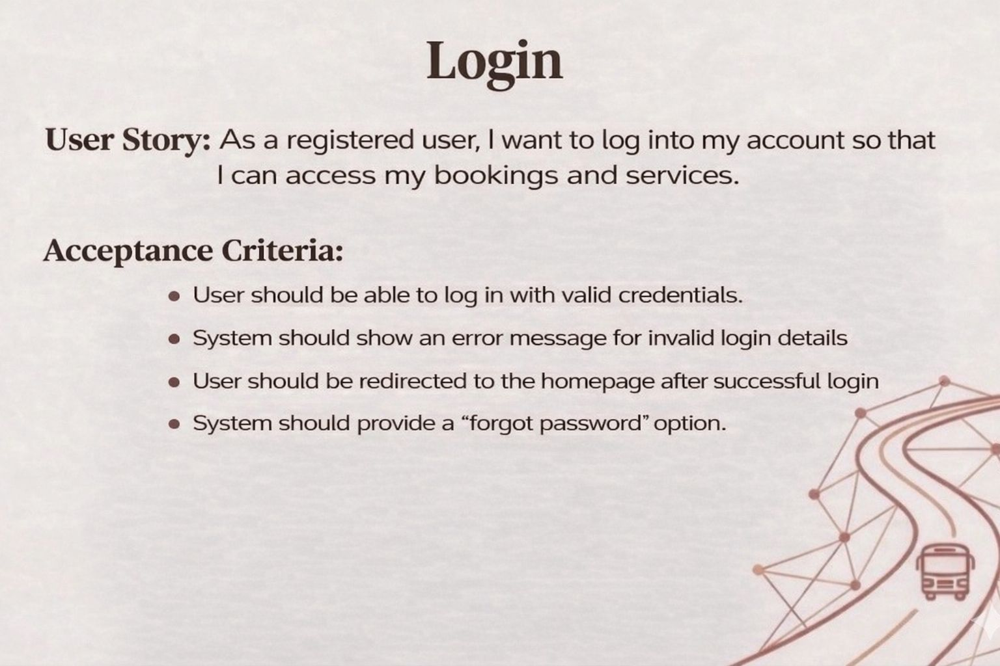 Login
User Story: As a registered user, I want to log into my account so that
I can access my bookings and services.
Acceptance Criteria:
• User should be able to log in with valid credentials.
• System should show an error message for invalid login details
• User should be redirected to the homepage after successful login
• System should provide a “forgot password” option.